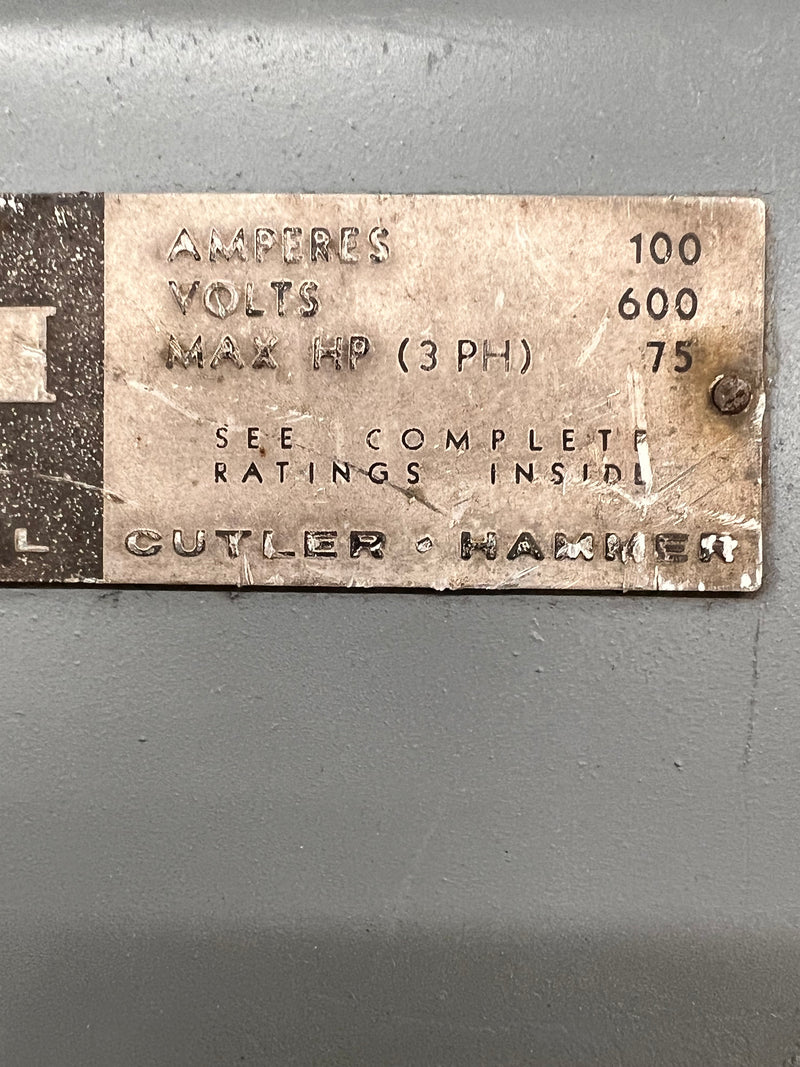 AMPERES 100
VOLTS 600
MAX HP (3 PH) 75
SEE COMPLETE
RATINGS INSIDE
L CUTLER · HAMMER